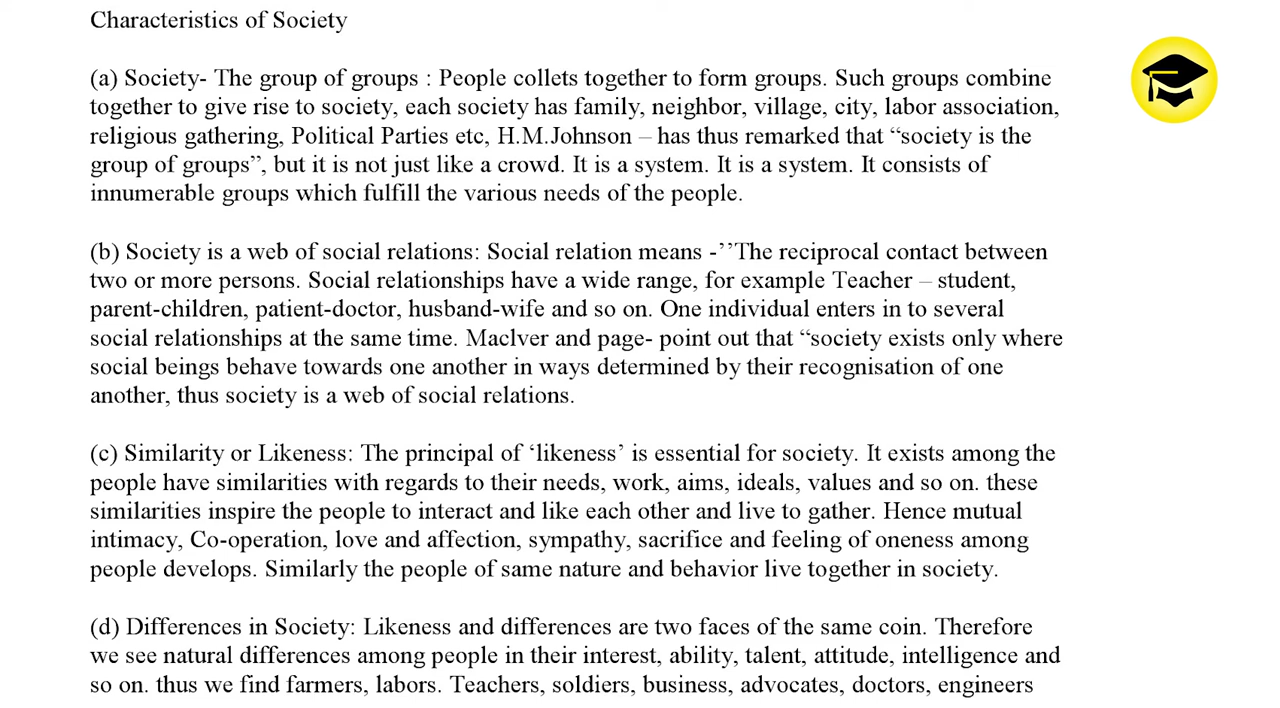 Characteristics of Society
(a) Society- The group of groups : People collets together to form groups. Such groups combine
together to give rise to society, each society has family, neighbor, village, city, labor association,
religious gathering, Political Parties etc, H.M.Johnson – has thus remarked that “society is the
group of groups”, but it is not just like a crowd. It is a system. It is a system. It consists of
innumerable groups which fulfill the various needs of the people.
(b) Society is a web of social relations: Social relation means -’’The reciprocal contact between
two or more persons. Social relationships have a wide range, for example Teacher – student,
parent-children, patient-doctor, husband-wife and so on. One individual enters in to several
social relationships at the same time. Maclver and page- point out that “society exists only where
social beings behave towards one another in ways determined by their recognisation of one
another, thus society is a web of social relations.
(c) Similarity or Likeness: The principal of ‘likeness’ is essential for society. It exists among the
people have similarities with regards to their needs, work, aims, ideals, values and so on. these
similarities inspire the people to interact and like each other and live to gather. Hence mutual
intimacy, Co-operation, love and affection, sympathy, sacrifice and feeling of oneness among
people develops. Similarly the people of same nature and behavior live together in society.
(d) Differences in Society: Likeness and differences are two faces of the same coin. Therefore
we see natural differences among people in their interest, ability, talent, attitude, intelligence and
so on. thus we find farmers, labors. Teachers, soldiers, business, advocates, doctors, engineers